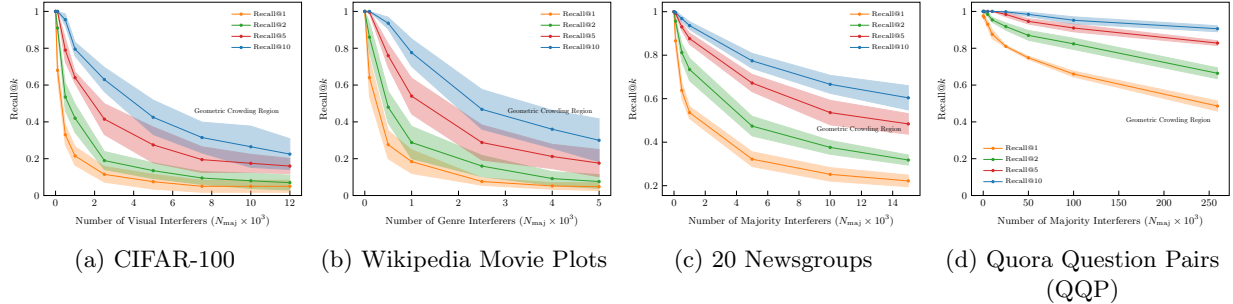 Recall@k
1
0.8
0.6
0.4
0.2
0
Recall@1
Recall@2
Recall@5
Recall@10
Geometric Crowding Region
0 2 4 6 8 10 12
Number of Visual Interferers (N_maj × 10^3)
(a) CIFAR-100
Recall@k
1
0.8
0.6
0.4
0.2
0
Recall@1
Recall@2
Recall@5
Recall@10
Geometric Crowding Region
0 1 2 3 4 5
Number of Genre Interferers (N_maj × 10^3)
(b) Wikipedia Movie Plots
Recall@k
1
0.8
0.6
0.4
0.2
Recall@1
Recall@2
Recall@5
Recall@10
Geometric Crowding Region
0 5 10 15
Number of Majority Interferers (N_maj × 10^3)
(c) 20 Newsgroups
Recall@k
1
0.8
0.6
0.4
0.2
0
Geometric Crowding Region
Recall@1
Recall@2
Recall@5
Recall@10
0 50 100 150 200 250
Number of Majority Interferers (N_maj × 10^3)
(d) Quora Question Pairs
(QQP)